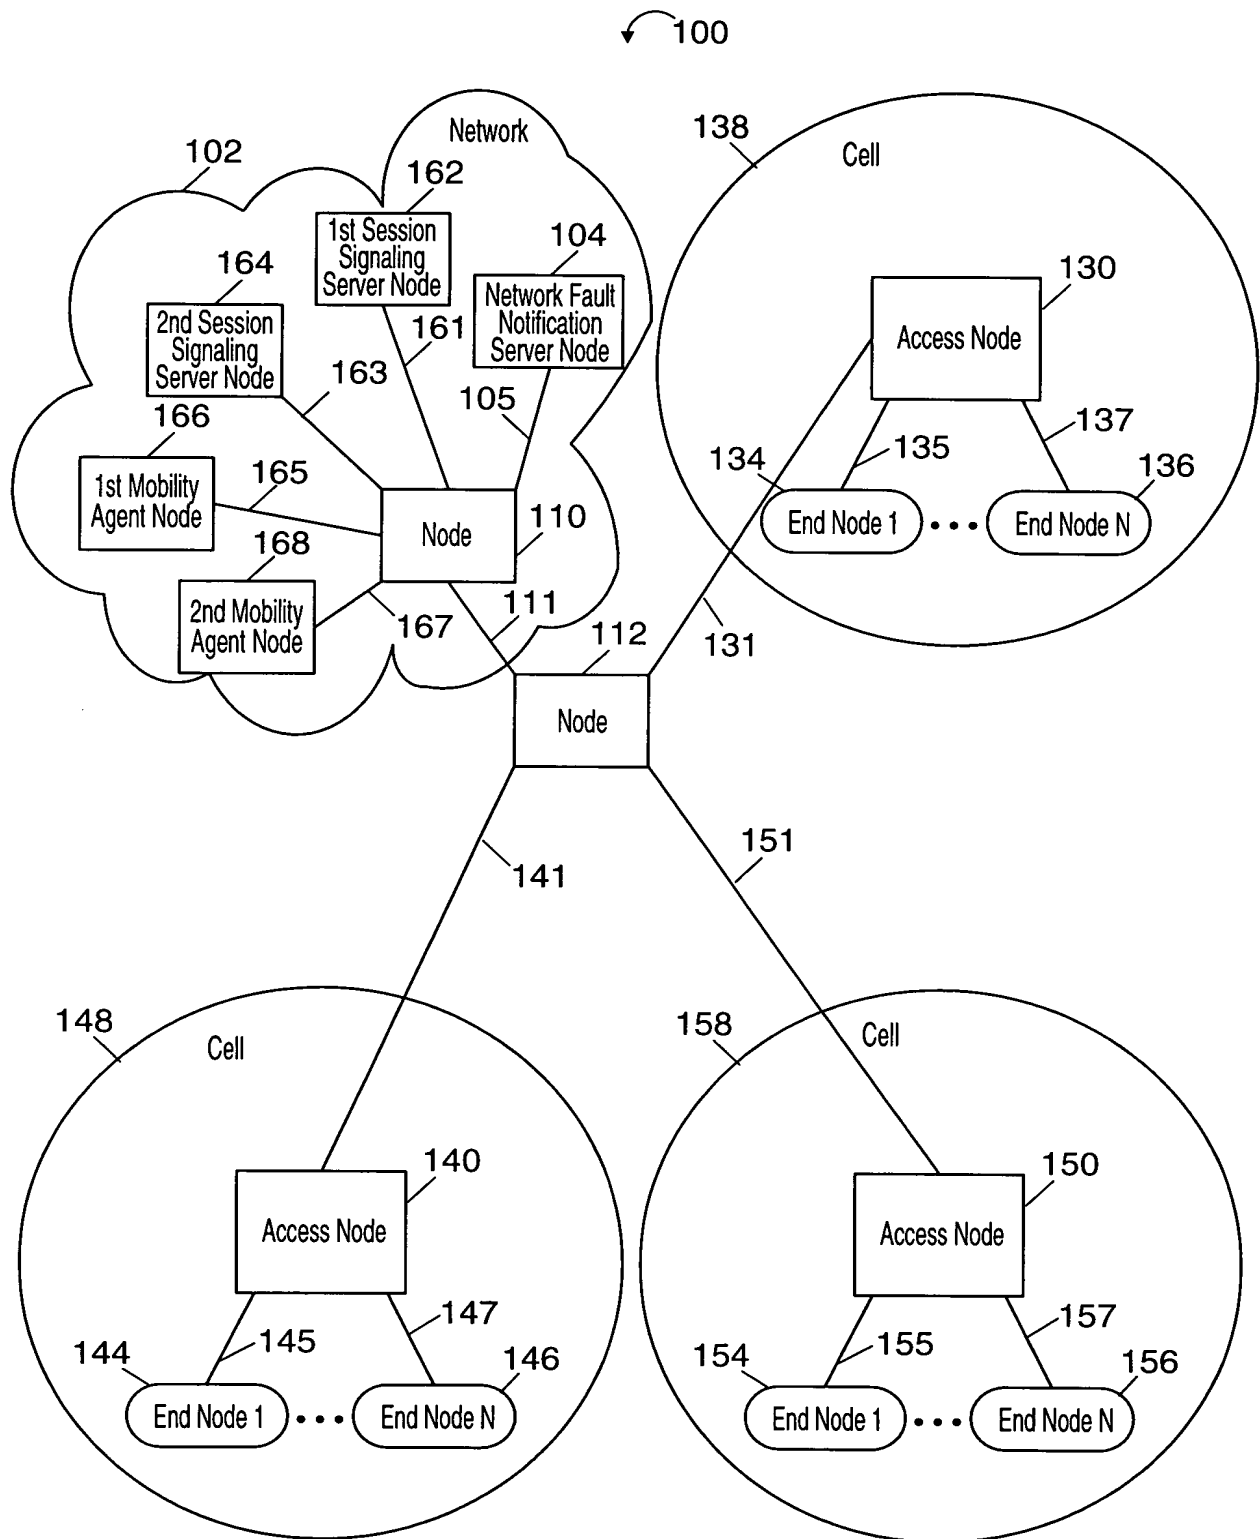 100
Network
102
162
1st Session
Signaling
Server Node
104
Network Fault
Notification
Server Node
164
2nd Session
Signaling
Server Node
161
163
105
166
1st Mobility
Agent Node
165
Node
110
168
2nd Mobility
Agent Node
167
111
112
Node
138
Cell
130
Access Node
134
135
137
136
End Node 1
End Node N
131
141
151
148
Cell
140
Access Node
144
145
147
146
End Node 1
End Node N
158
Cell
150
Access Node
154
155
157
156
End Node 1
End Node N